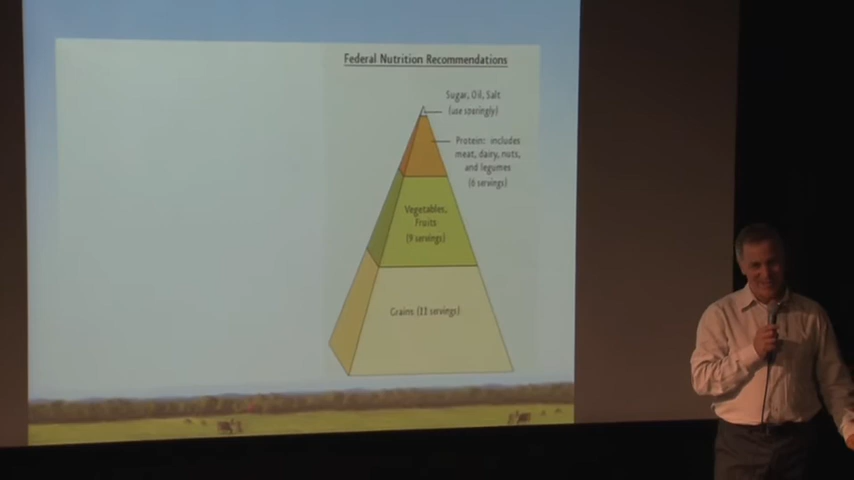 Federal Nutrition Recommendations
Sugar, Oil, Salt
(use sparingly)
Protein: includes
meat, dairy, nuts,
and legumes
(6 servings)
Vegetables,
Fruits
(9 servings)
Grains (11 servings)